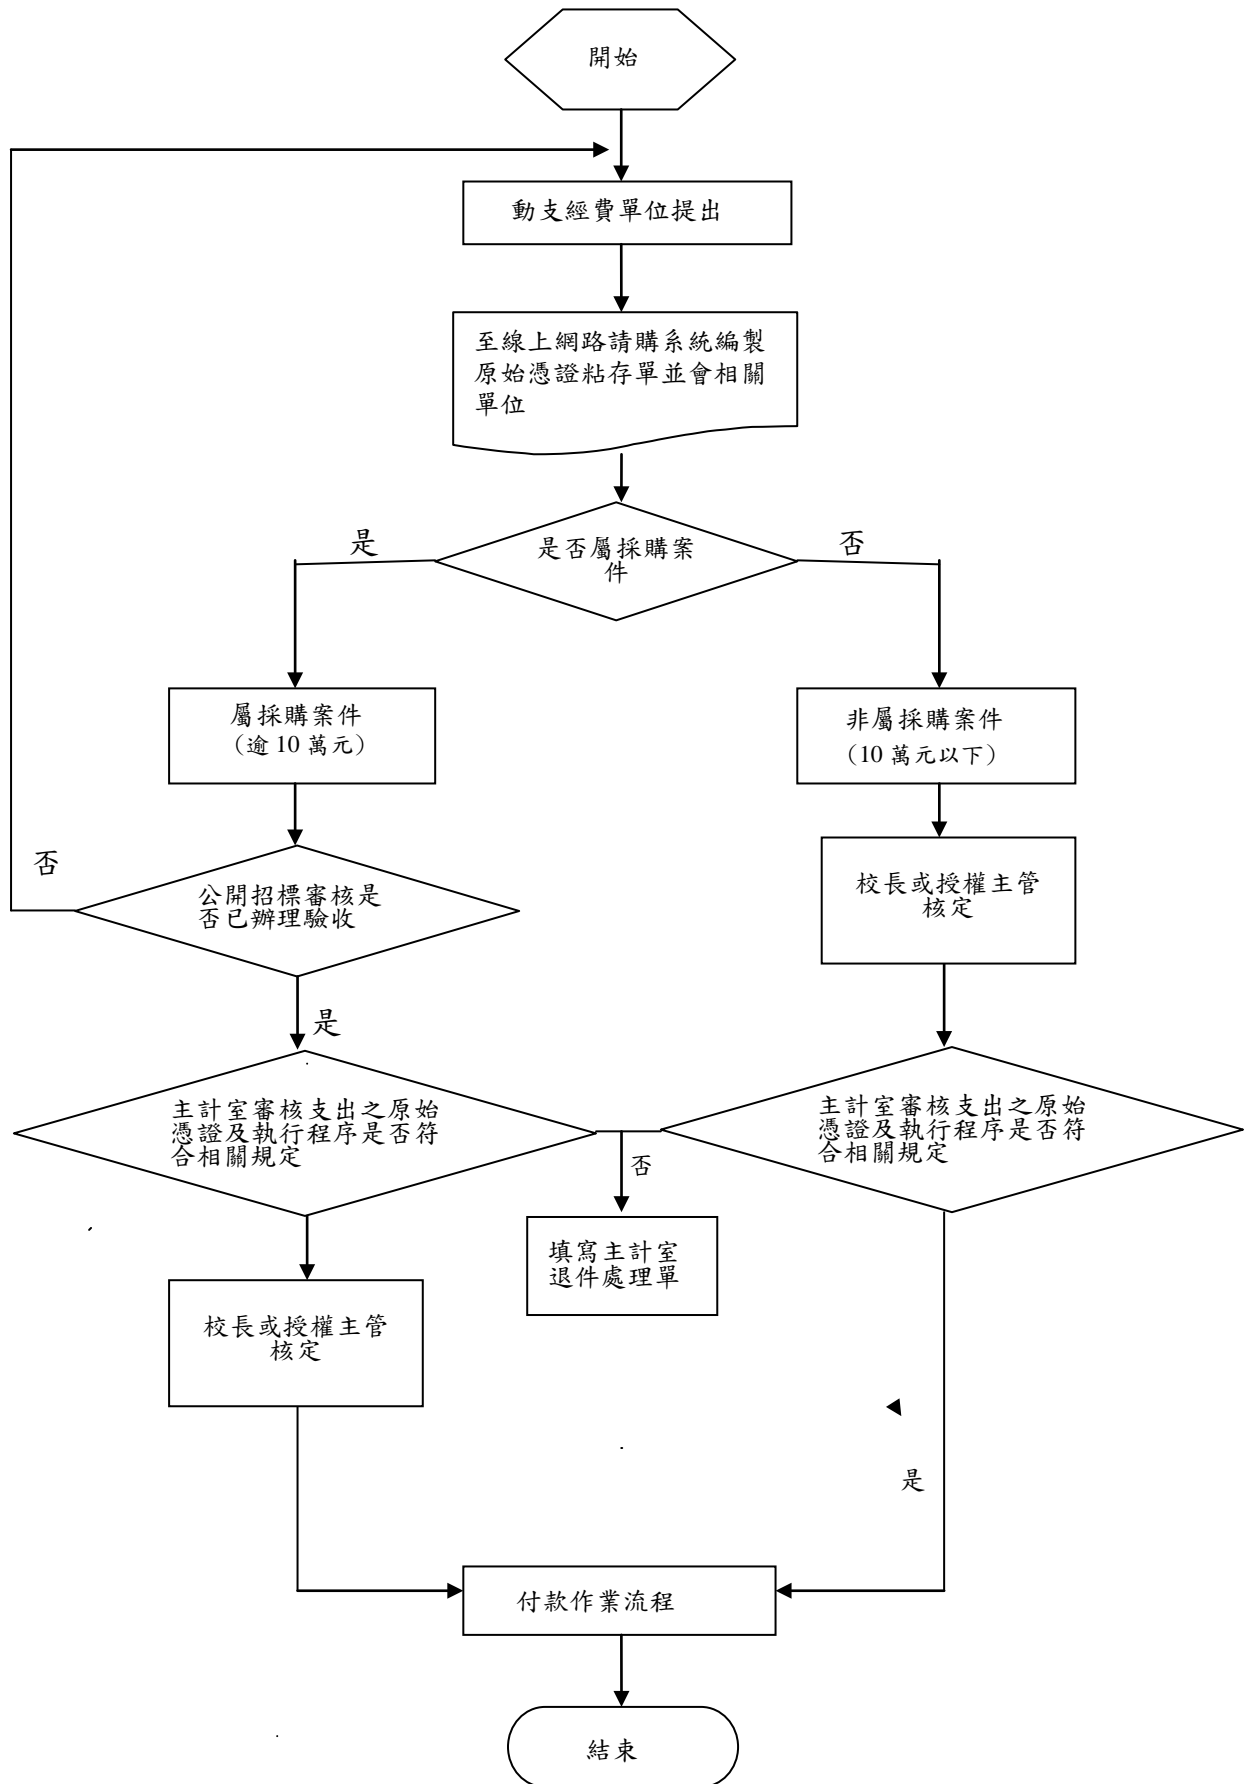 開始
動支經費單位提出
至線上網路請購系統編製
原始憑證粘存單並會相關
單位
是
是否屬採購案
件
否
屬採購案件
（逾 10 萬元）
非屬採購案件
（10 萬元以下）
否
公開招標審核是
否已辦理驗收
校長或授權主管
核定
是
主計室審核支出之原始
憑證及執行程序是否符
合相關規定
否
主計室審核支出之原始
憑證及執行程序是否符
合相關規定
填寫主計室
退件處理單
校長或授權主管
核定
是
付款作業流程
結束